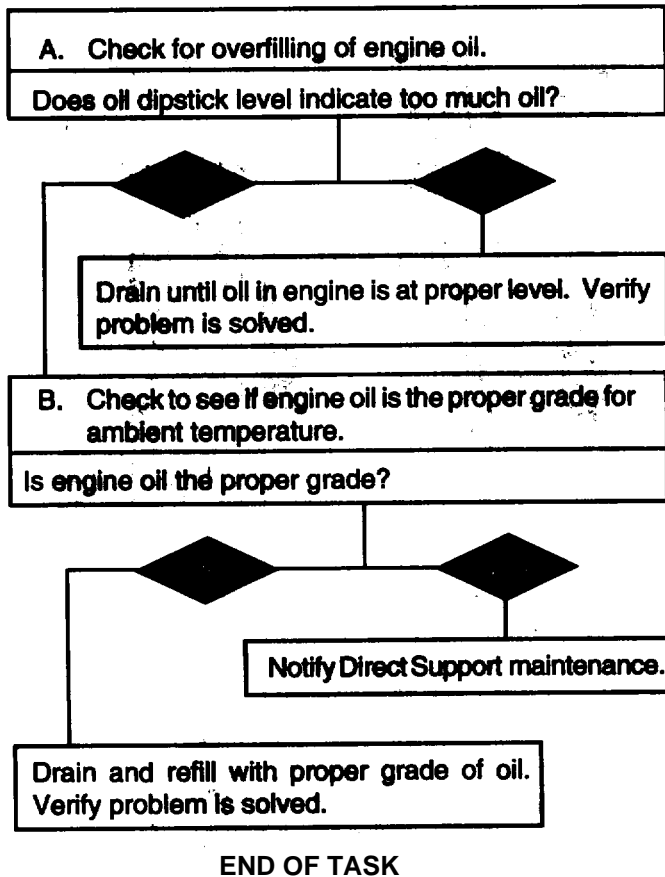 A. Check for overfilling of engine oil.
Does oil dipstick level indicate too much oil?
Drain until oil in engine is at proper level. Verify
problem is solved.
B. Check to see if engine oil is the proper grade for
ambient temperature.
Is engine oil the proper grade?
Notify Direct Support maintenance.
Drain and refill with proper grade of oil.
Verify problem is solved.
END OF TASK